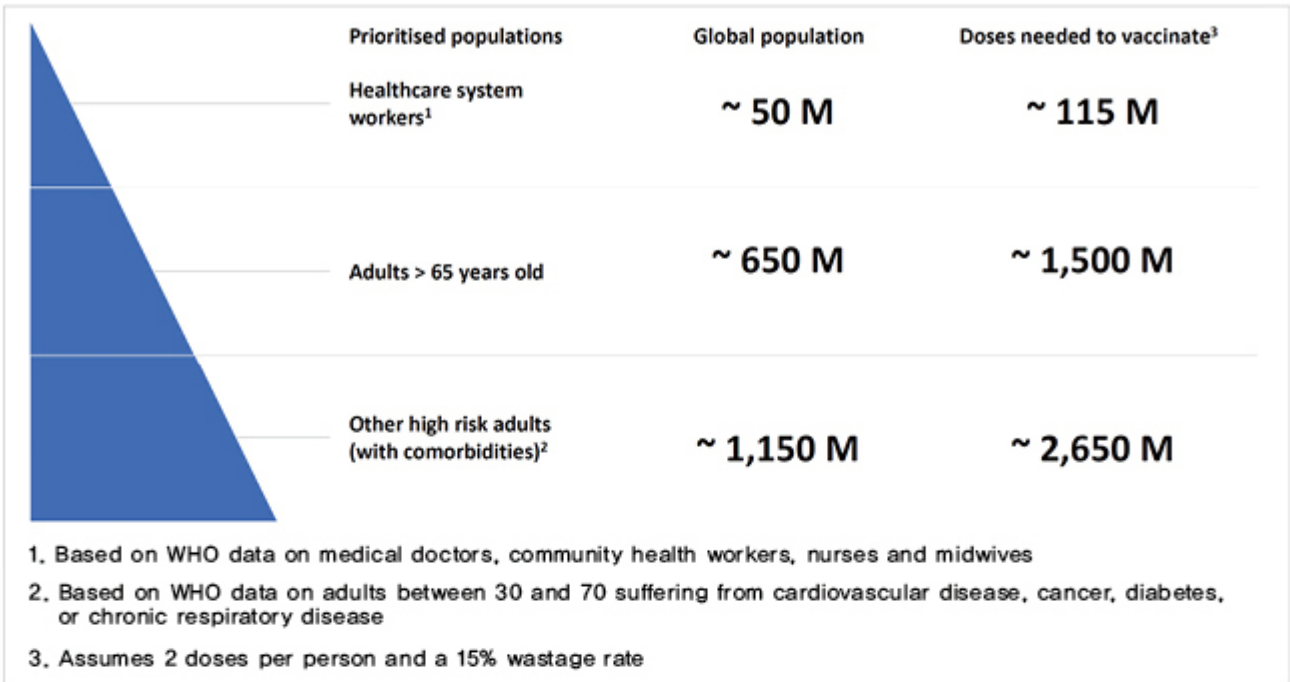 Prioritised populations
Global population
Doses needed to vaccinate³
Healthcare system
workers¹
~ 50 M
~ 115 M
Adults > 65 years old
~ 650 M
~ 1,500 M
Other high risk adults
(with comorbidities)²
~ 1,150 M
~ 2,650 M
1. Based on WHO data on medical doctors, community health workers, nurses and midwives
2. Based on WHO data on adults between 30 and 70 suffering from cardiovascular disease, cancer, diabetes,
or chronic respiratory disease
3. Assumes 2 doses per person and a 15% wastage rate